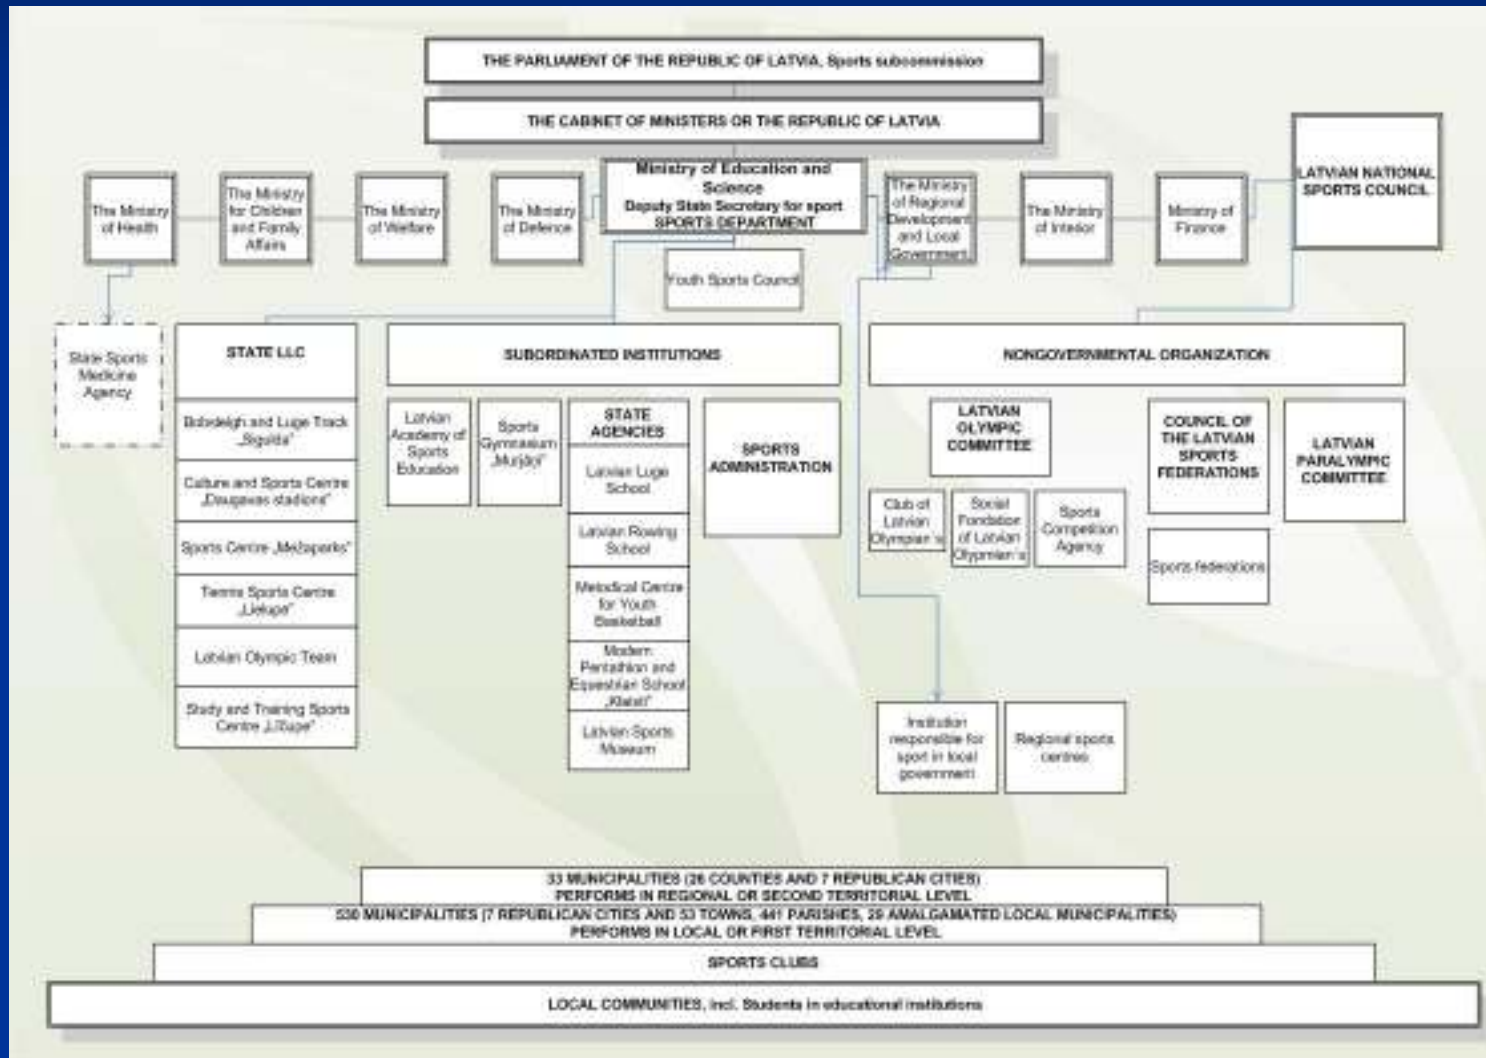 THE PARLIAMENT OF THE REPUBLIC OF LATVIA, Sports subcommission
THE CABINET OF MINISTERS OR THE REPUBLIC OF LATVIA
LATVIAN NATIONAL
SPORTS COUNCIL
The Ministry
of Health
The Ministry
for Children
and Family
Affairs
The Ministry
of Welfare
The Ministry
of Defence
Ministry of Education and
Science
Deputy State Secretary for sport
SPORTS DEPARTMENT
The Ministry
of Regional
Development
and Local
Government
The Ministry
of Interior
Ministry of
Finance
Youth Sports Council
State Sports
Medicine
Agency
STATE LLC
Bobsleigh and Luge Track
„Sigulda”
Culture and Sports Centre
„Daugavas stadions”
Sports Centre „Mežaparks”
Tennis Sports Centre
„Lielupe”
Latvian Olympic Team
Study and Training Sports
Centre
SUBORDINATED INSTITUTIONS
Latvian
Academy of
Sports
Education
Sports
Gymnasium
„Murjāņi”
STATE
AGENCIES
Latvian Luge
School
Latvian Rowing
School
Metodical Centre
for Youth
Basketball
Modern
Pentathlon and
Equestrian School
„Kleisti”
Latvian Sports
Museum
SPORTS
ADMINISTRATION
NONGOVERNMENTAL ORGANIZATION
LATVIAN
OLYMPIC
COMMITTEE
Club of
Latvian
Olympian`s
Social
Fondation
of Latvian
Olypmien`s
Sports
Competition
Agency
COUNCIL OF
THE LATVIAN
SPORTS
FEDERATIONS
Sports federations
LATVIAN
PARALYMPIC
COMMITTEE
Institution
responsible for
sport in local
government
Regional sports
centres
33 MUNICIPALITIES (26 COUNTIES AND 7 REPUBLICAN CITIES)
PERFORMS IN REGIONAL OR SECOND TERRITORIAL LEVEL
530 MUNICIPALITIES (7 REPUBLICAN CITIES AND 53 TOWNS, 441 PARISHES, 29 AMALGAMATED LOCAL MUNICIPALITIES)
PERFORMS IN LOCAL OR FIRST TERRITORIAL LEVEL
SPORTS CLUBS
LOCAL COMMUNITIES, incl. Students in educational institutions